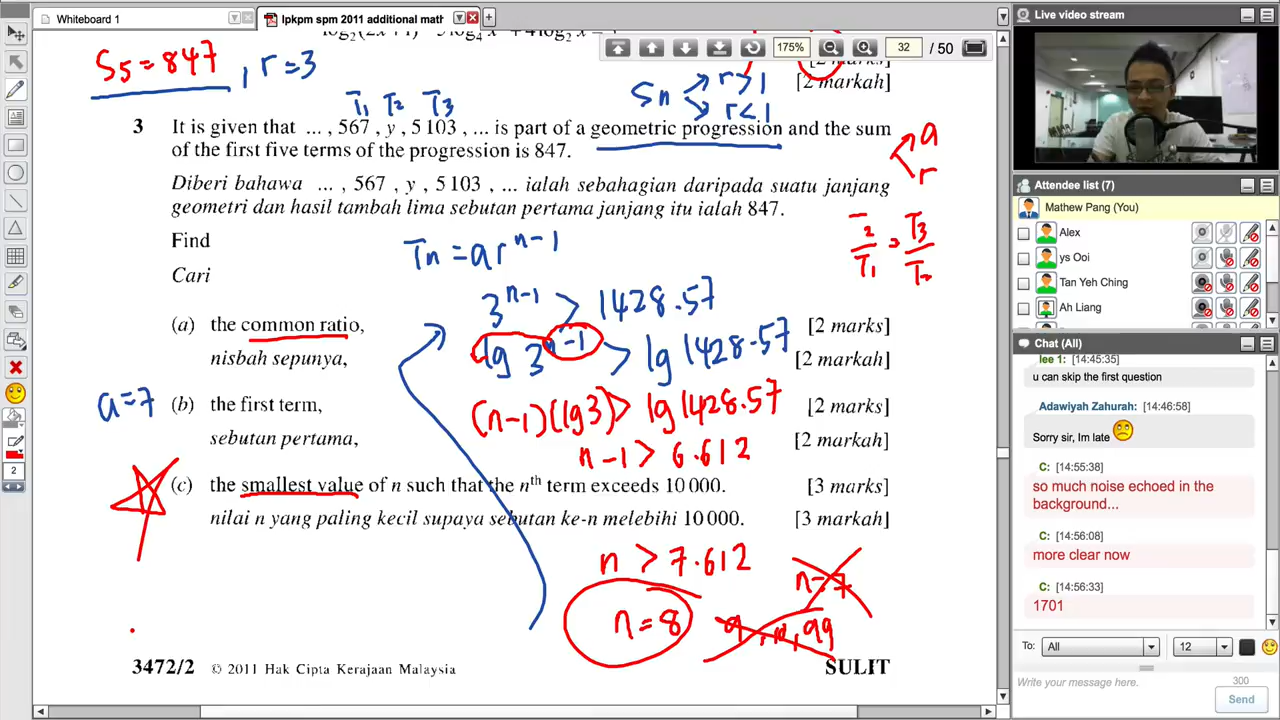 Whiteboard 1
lpkpm spm 2011 additional math
Live video stream
175%
32 / 50
S5 = 847 , r = 3
[2 markah]
Sn r > 1
r < 1
T1 T2 T3
3 It is given that ... , 567 , y , 5 103 , ... is part of a geometric progression and the sum
of the first five terms of the progression is 847.
a
r
Diberi bahawa ... , 567 , y , 5 103 , ... ialah sebahagian daripada suatu janjang
geometri dan hasil tambah lima sebutan pertama janjang itu ialah 847.
T2/T1 = T3/T2
Find
Cari
Tn = ar^n-1
3^n-1 > 1428.57
(a) the common ratio, [2 marks]
nisbah sepunya, [2 markah]
lg 3^n-1 > lg 1428.57
a = 7
(b) the first term, [2 marks]
sebutan pertama, [2 markah]
(n-1)(lg3) > lg 1428.57
n-1 > 6.612
(c) the smallest value of n such that the nth term exceeds 10 000. [3 marks]
nilai n yang paling kecil supaya sebutan ke-n melebihi 10 000. [3 markah]
n > 7.612
n = 7
n = 8
9, 10, 99
3472/2 © 2011 Hak Cipta Kerajaan Malaysia SULIT
2
Attendee list (7)
Mathew Pang (You)
Alex
ys Ooi
Tan Yeh Ching
Ah Liang
Chat (All)
lee 1: [14:45:35]
u can skip the first question
Adawiyah Zahurah: [14:46:58]
Sorry sir, Im late
C: [14:55:38]
so much noise echoed in the
background...
C: [14:56:08]
more clear now
C: [14:56:33]
1701
To: All 12
Write your message here. 300
Send